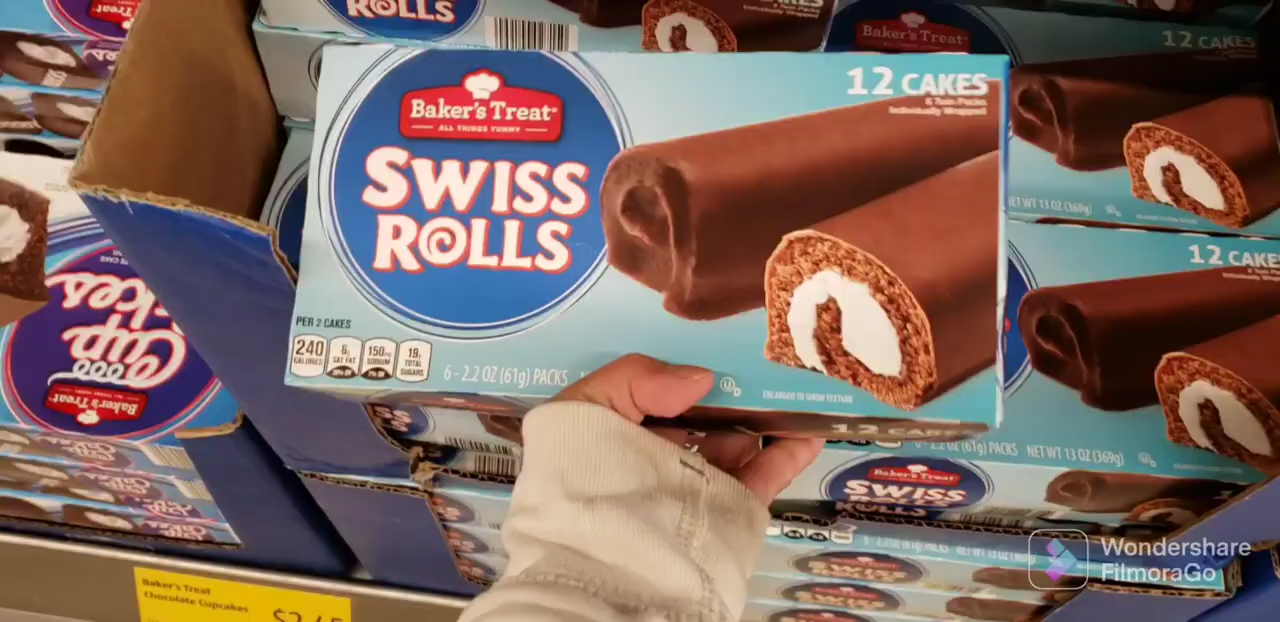 ROLLS
Baker's Treat
12 CAKES
Baker's Treat®
ALL THINGS YUMMY
SWISS
ROLLS
12 CAKES
6 Twin Packs
Individually Wrapped
PER 2 CAKES
240
CALORIES
6g
SAT FAT
150mg
SODIUM
19g
TOTAL
SUGARS
6 - 2.2 OZ (61g) PACKS
ENLARGED TO SHOW TEXTURE
NET WT 13 OZ (369g)
12 CAKES
12 CAKES
2.2 OZ (61g) PACKS NET WT 13 OZ (369g)
Baker's Treat
SWISS
ROLLS
SWISS
Cup
Baker's Treat
Baker's Treat
Chocolate Cupcakes
Wondershare
FilmoraGo